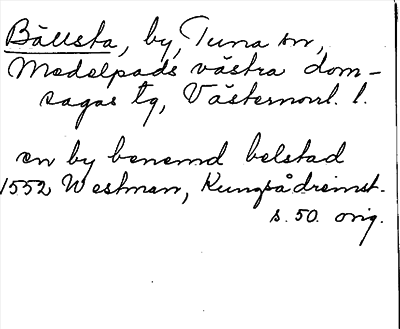 Bällsta, by, Tuna sn,
Medelpads västra dom-
sagas tg, Västernorrl. l.
en by benemd belstad
1552 Westman, Kungsådreinst.
s. 50. orig.